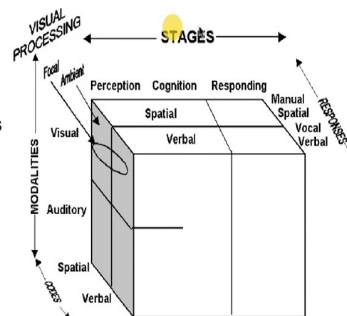 VISUAL
PROCESSING
STAGES
Focal
Ambient
Perception Cognition Responding
Manual
Spatial
Vocal
Verbal
RESPONSES
Spatial
Verbal
Visual
MODALITIES
Auditory
Spatial
Verbal
CODES
s